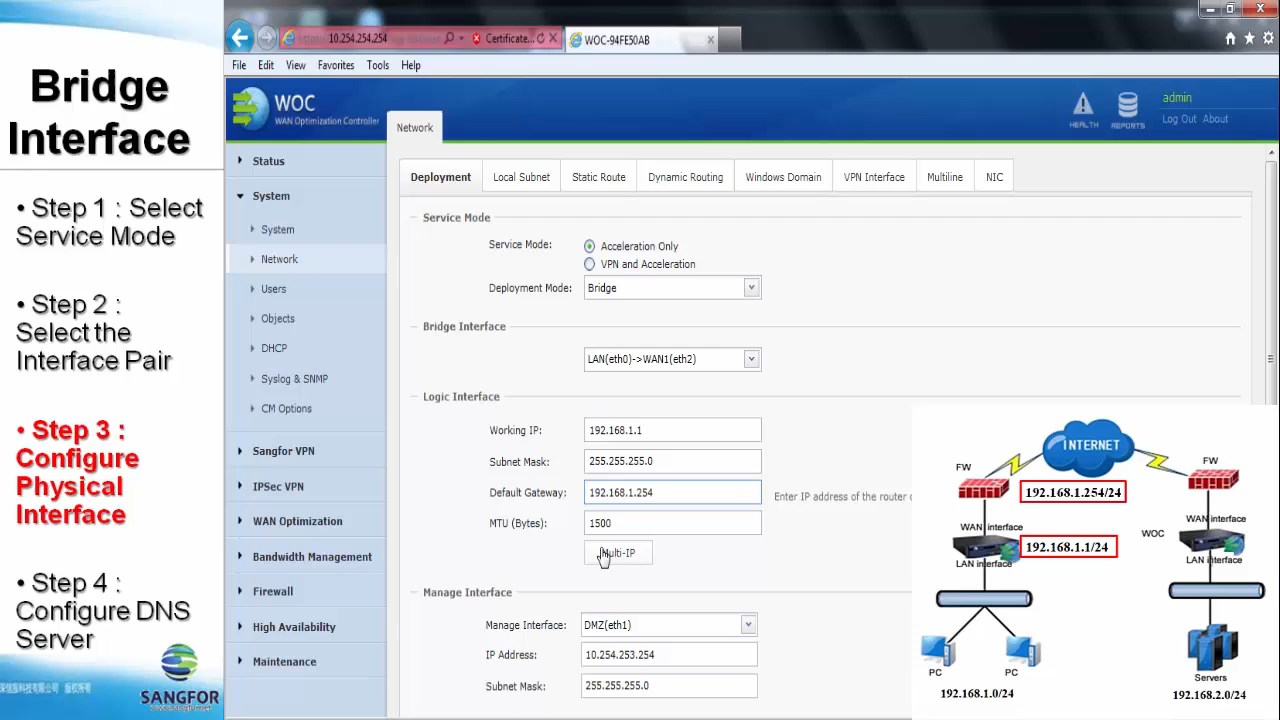 Bridge
Interface
• Step 1 : Select
Service Mode
• Step 2 :
Select the
Interface Pair
• Step 3 :
Configure
Physical
Interface
• Step 4 :
Configure DNS
Server
SANGFOR
10.254.254.254
Certificate...
WOC-94FE50AB
File Edit View Favorites Tools Help
WOC
WAN Optimization Controller
Network
HEALTH
REPORTS
admin
Log Out About
Status
System
System
Network
Users
Objects
DHCP
Syslog & SNMP
CM Options
Sangfor VPN
IPSec VPN
WAN Optimization
Bandwidth Management
Firewall
High Availability
Maintenance
Deployment Local Subnet Static Route Dynamic Routing Windows Domain VPN Interface Multiline NIC
Service Mode
Service Mode: Acceleration Only
VPN and Acceleration
Deployment Mode: Bridge
Bridge Interface
LAN(eth0)->WAN1(eth2)
Logic Interface
Working IP: 192.168.1.1
Subnet Mask: 255.255.255.0
Default Gateway: 192.168.1.254 Enter IP address of the router
MTU (Bytes): 1500
Multi-IP
Manage Interface
Manage Interface: DMZ(eth1)
IP Address: 10.254.253.254
Subnet Mask: 255.255.255.0
INTERNET
FW
FW
192.168.1.254/24
WAN interface
WAN interface
WOC
192.168.1.1/24
LAN interface
LAN interface
PC
PC
Servers
192.168.1.0/24
192.168.2.0/24